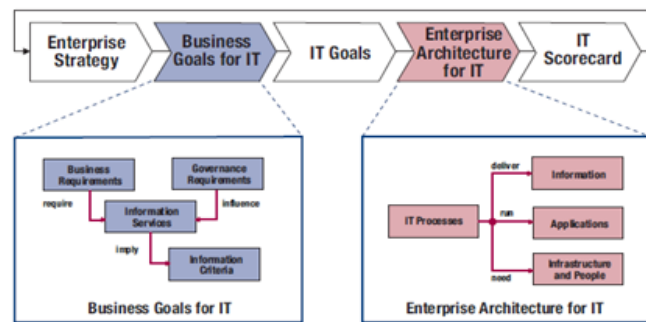 Enterprise
Strategy
Business
Goals for IT
IT Goals
Enterprise
Architecture
for IT
IT
Scorecard
Business
Requirements
Governance
Requirements
require
influence
Information
Services
imply
Information
Criteria
Business Goals for IT
deliver
Information
IT Processes
run
Applications
need
Infrastructure
and People
Enterprise Architecture for IT